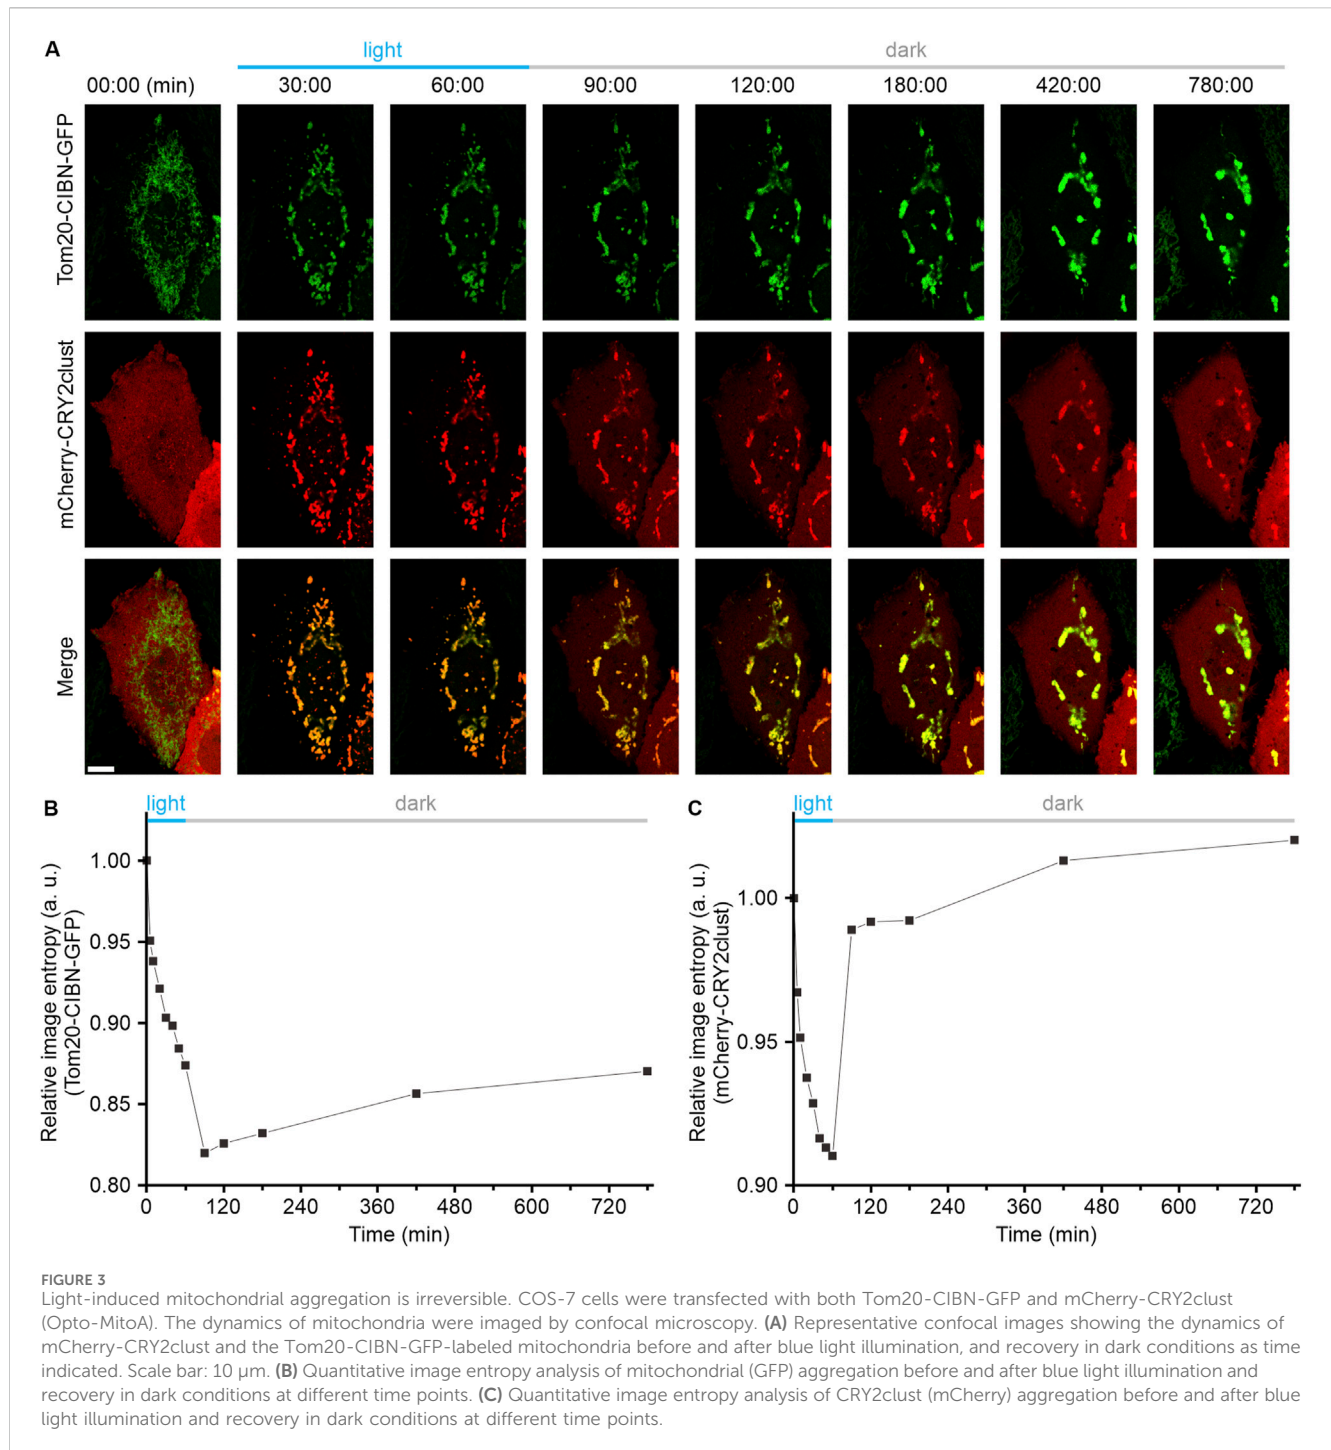 A
light
dark
00:00 (min)
30:00
60:00
90:00
120:00
180:00
420:00
780:00
Tom20-CIBN-GFP
mCherry-CRY2clust
Merge
B
light
dark
Relative image entropy (a. u.)
(Tom20-CIBN-GFP)
1.00
0.95
0.90
0.85
0.80
0
120
240
360
480
600
720
Time (min)
C
light
dark
Relative image entropy (a. u.)
(mCherry-CRY2clust)
1.00
0.95
0.90
0
120
240
360
480
600
720
Time (min)
FIGURE 3
Light-induced mitochondrial aggregation is irreversible. COS-7 cells were transfected with both Tom20-CIBN-GFP and mCherry-CRY2clust
(Opto-MitoA). The dynamics of mitochondria were imaged by confocal microscopy. (A) Representative confocal images showing the dynamics of
mCherry-CRY2clust and the Tom20-CIBN-GFP-labeled mitochondria before and after blue light illumination, and recovery in dark conditions as time
indicated. Scale bar: 10 μm. (B) Quantitative image entropy analysis of mitochondrial (GFP) aggregation before and after blue light illumination and
recovery in dark conditions at different time points. (C) Quantitative image entropy analysis of CRY2clust (mCherry) aggregation before and after blue
light illumination and recovery in dark conditions at different time points.